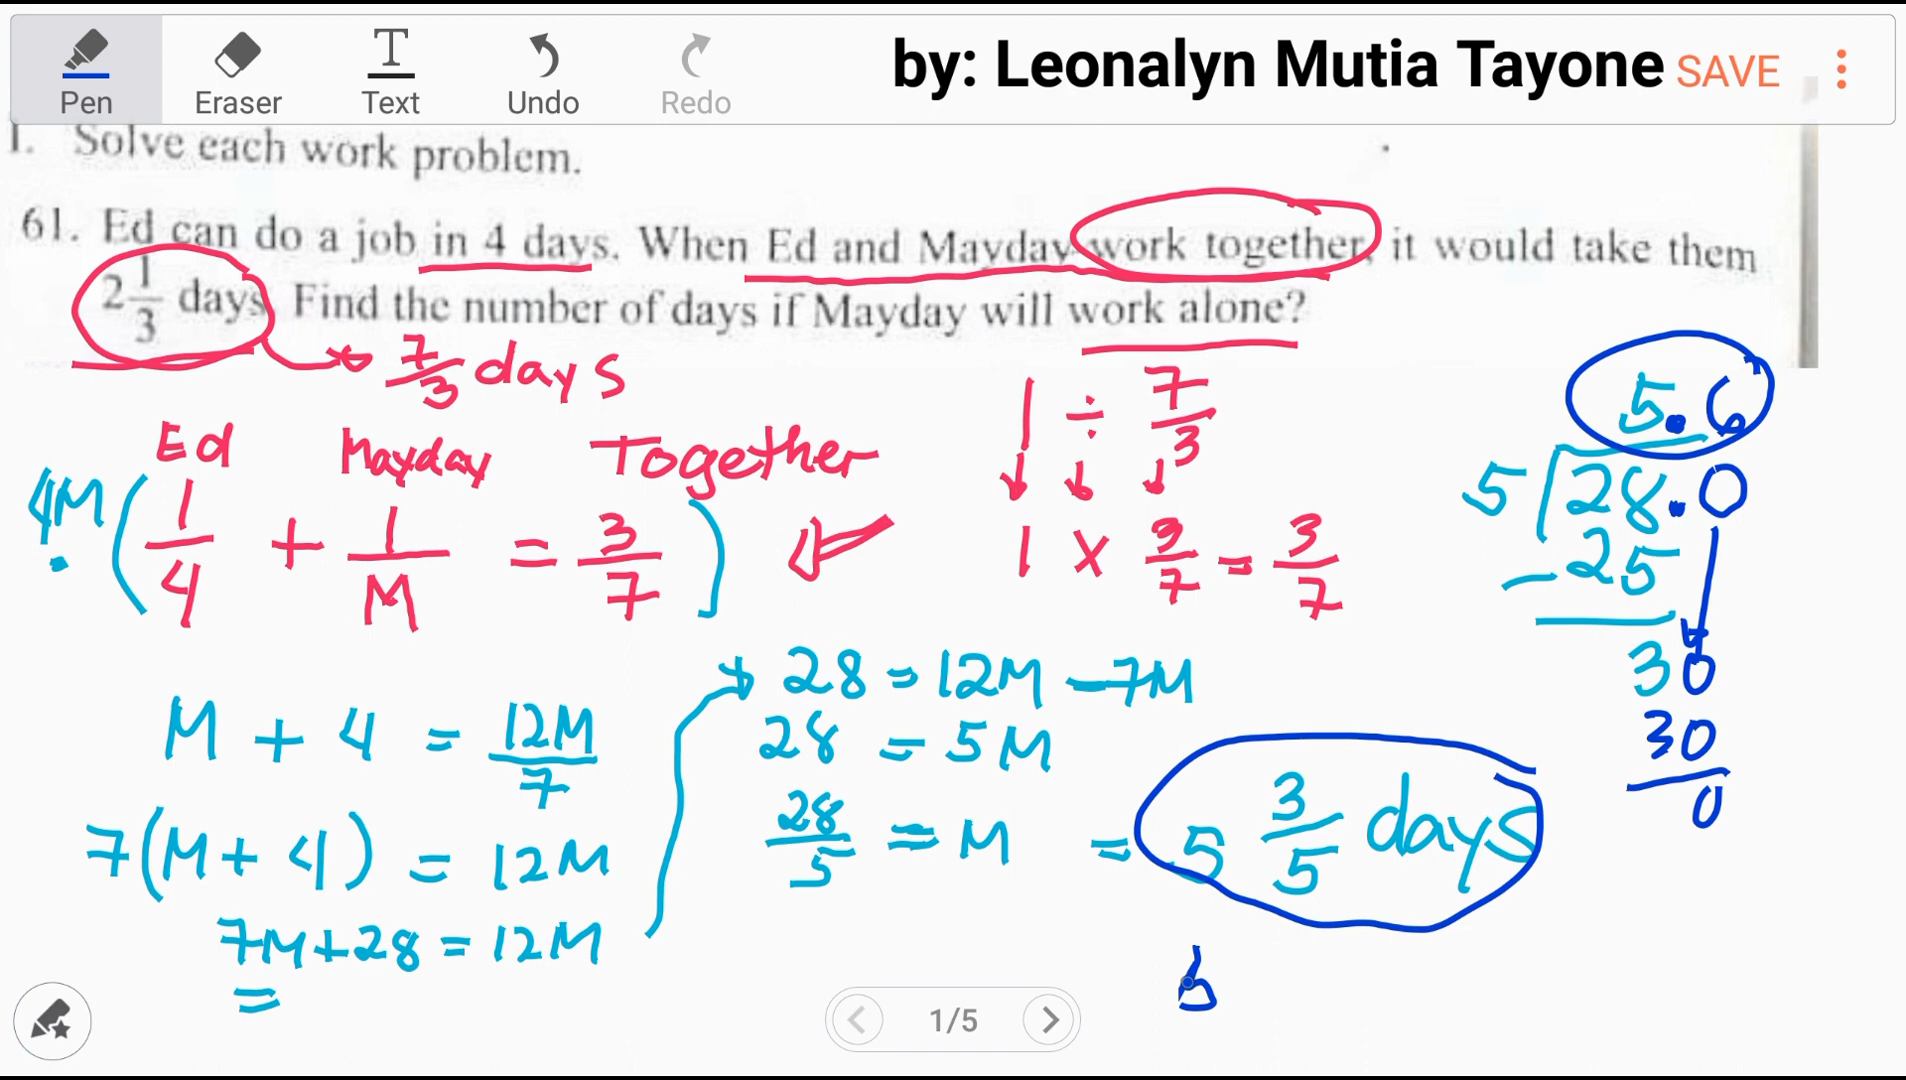 Pen Eraser Text Undo Redo by: Leonalyn Mutia Tayone SAVE
I. Solve each work problem.
61. Ed can do a job in 4 days. When Ed and Mayday work together, it would take them
2 1/3 days. Find the number of days if Mayday will work alone?
7/3 days
Ed Mayday Together
4M ( 1/4 + 1/M = 3/7 )
1 ÷ 7/3
1 x 3/7 = 3/7
M + 4 = 12M/7
7(M + 4) = 12M
7M + 28 = 12M
=
28 = 12M - 7M
28 = 5M
28/5 = M = 5 3/5 days
5.6
5 28.0
- 25
30
30
0
1/5